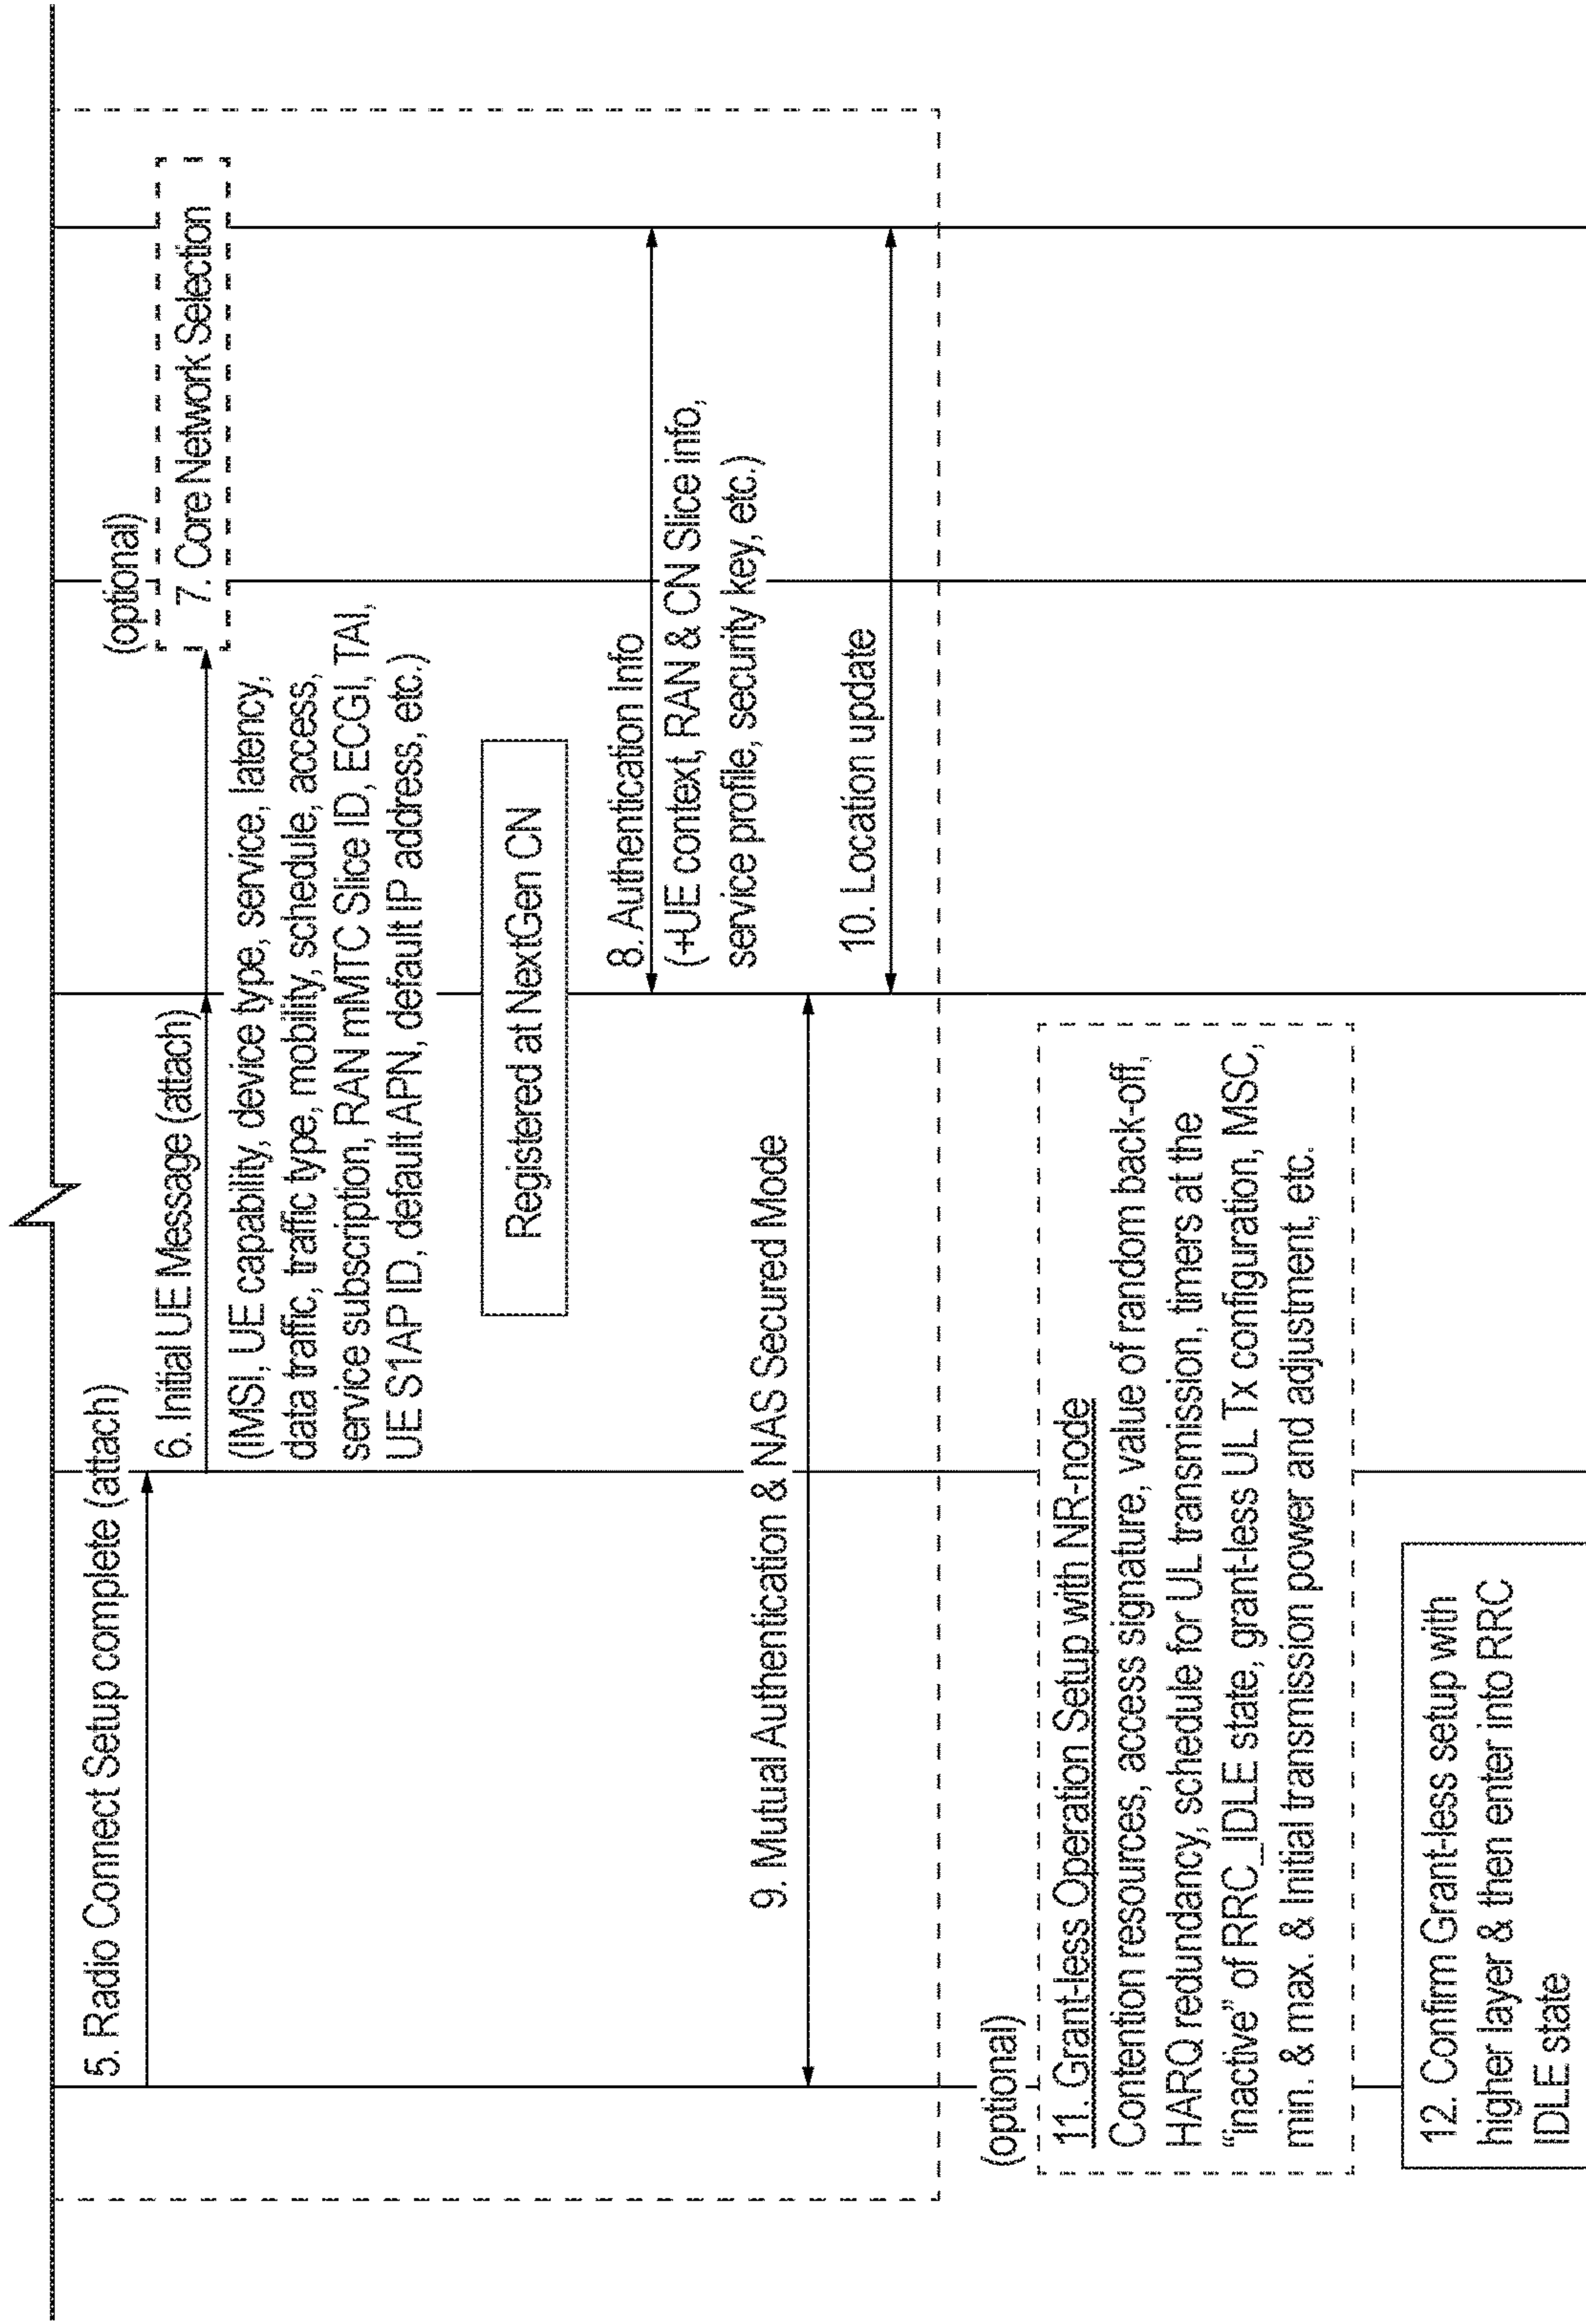 5. Radio Connect Setup complete (attach)
6. Initial UE Message (attach)
(optional)
7. Core Network Selection
(IMSI, UE capability, device type, service, latency,
data traffic, traffic type, mobility, schedule, access,
service subscription, RAN mMTC Slice ID, ECGI, TAI,
UE S1AP ID, default APN, default IP address, etc.)
Registered at NextGen CN
8. Authentication Info
(+UE context, RAN & CN Slice info,
service profile, security key, etc.)
9. Mutual Authentication & NAS Secured Mode
10. Location update
(optional)
11. Grant-less Operation Setup with NR-node
Contention resources, access signature, value of random back-off,
HARQ redundancy, schedule for UL transmission, timers at the
“inactive” of RRC_IDLE state, grant-less UL Tx configuration, MSC,
min. & max. & Initial transmission power and adjustment, etc.
12. Confirm Grant-less setup with
higher layer & then enter into RRC
IDLE state